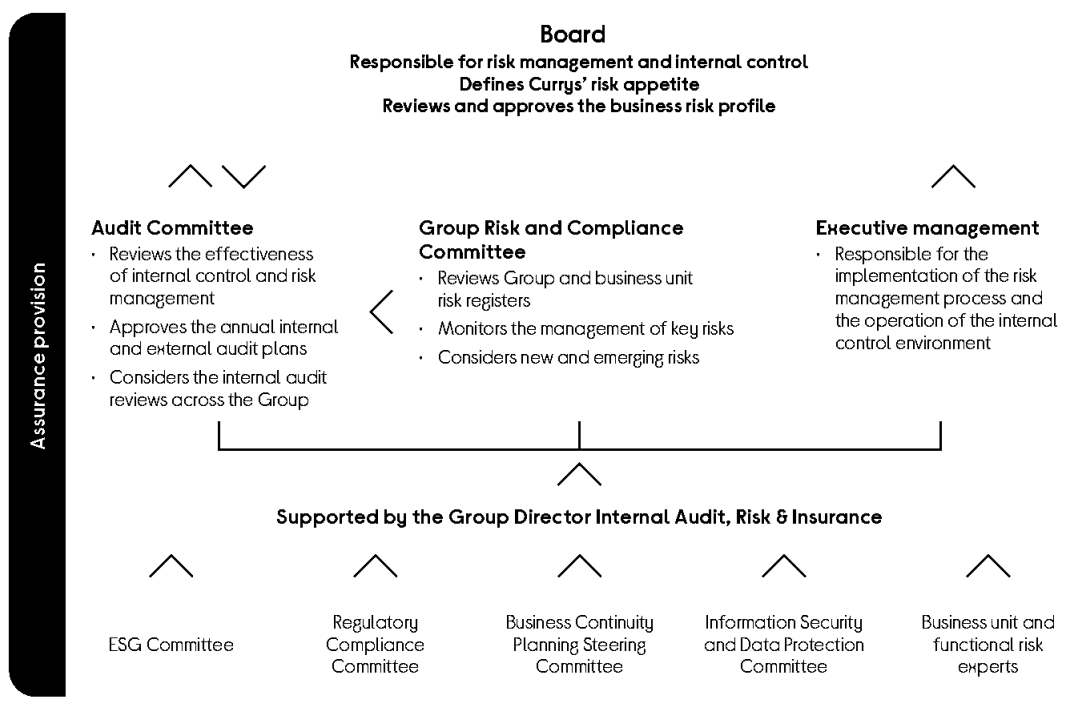 Assurance provision
Board
Responsible for risk management and internal control
Defines Currys' risk appetite
Reviews and approves the business risk profile
Audit Committee
· Reviews the effectiveness
of internal control and risk
management
· Approves the annual internal
and external audit plans
· Considers the internal audit
reviews across the Group
Group Risk and Compliance
Committee
· Reviews Group and business unit
risk registers
· Monitors the management of key risks
· Considers new and emerging risks
Executive management
· Responsible for the
implementation of the risk
management process and
the operation of the internal
control environment
Supported by the Group Director Internal Audit, Risk & Insurance
ESG Committee
Regulatory
Compliance
Committee
Business Continuity
Planning Steering
Committee
Information Security
and Data Protection
Committee
Business unit and
functional risk
experts